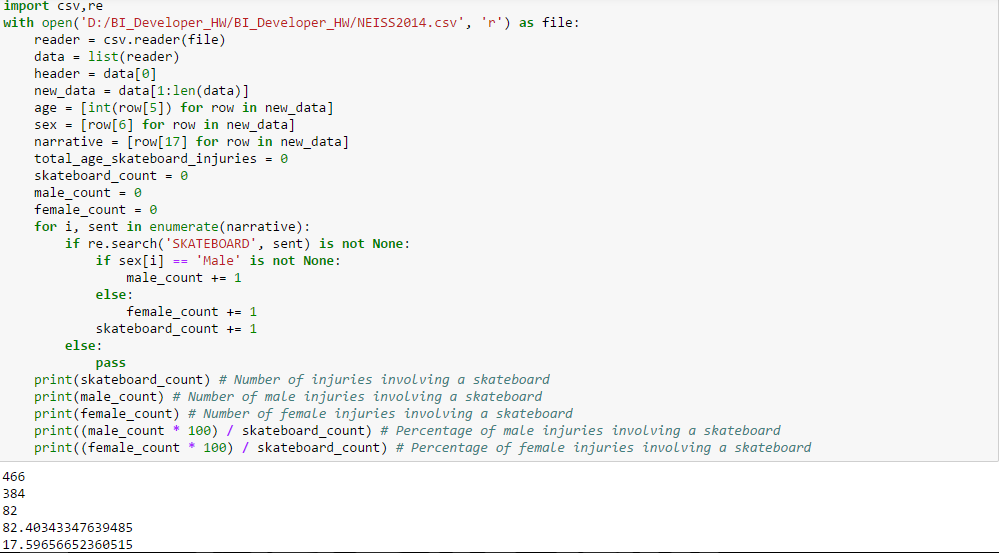 import csv,re
with open('D:/BI_Developer_HW/BI_Developer_HW/NEISS2014.csv', 'r') as file:
    reader = csv.reader(file)
    data = list(reader)
    header = data[0]
    new_data = data[1:len(data)]
    age = [int(row[5]) for row in new_data]
    sex = [row[6] for row in new_data]
    narrative = [row[17] for row in new_data]
    total_age_skateboard_injuries = 0
    skateboard_count = 0
    male_count = 0
    female_count = 0
    for i, sent in enumerate(narrative):
        if re.search('SKATEBOARD', sent) is not None:
            if sex[i] == 'Male' is not None:
                male_count += 1
            else:
                female_count += 1
            skateboard_count += 1
        else:
            pass
    print(skateboard_count) # Number of injuries involving a skateboard
    print(male_count) # Number of male injuries involving a skateboard
    print(female_count) # Number of female injuries involving a skateboard
    print((male_count * 100) / skateboard_count) # Percentage of male injuries involving a skateboard
    print((female_count * 100) / skateboard_count) # Percentage of female injuries involving a skateboard
466
384
82
82.40343347639485
17.59656652360515